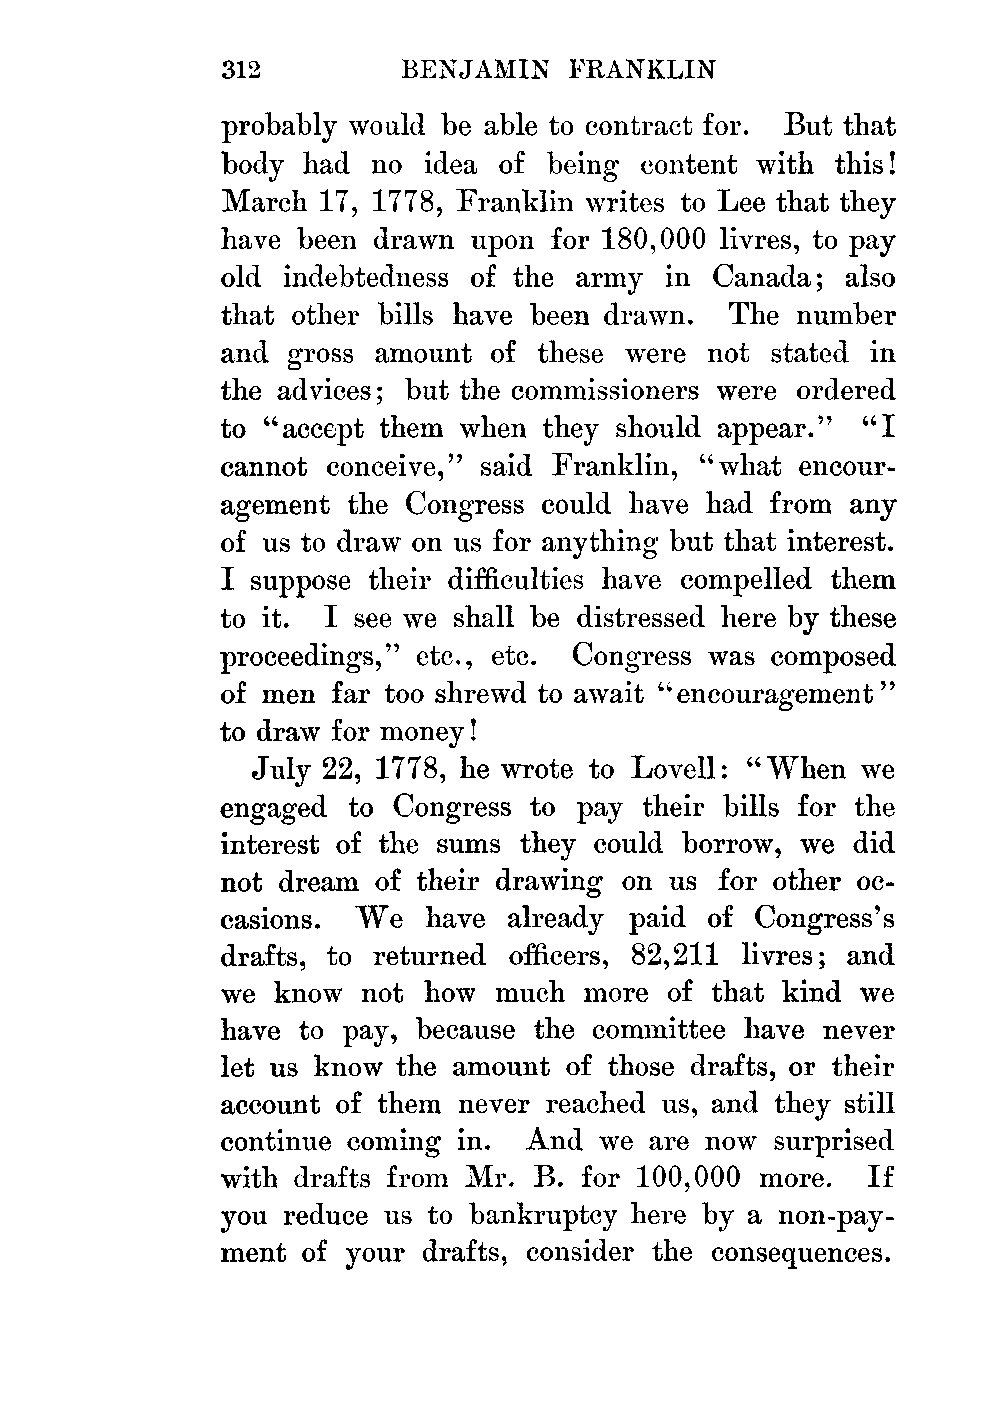 312 BENJAMIN FRANKLIN
probably would be able to contract for. But that
body had no idea of being content with this!
March 17, 1778, Franklin writes to Lee that they
have been drawn upon for 180,000 livres, to pay
old indebtedness of the army in Canada; also
that other bills have been drawn. The number
and gross amount of these were not stated in
the advices; but the commissioners were ordered
to "accept them when they should appear." "I
cannot conceive," said Franklin, "what encour-
agement the Congress could have had from any
of us to draw on us for anything but that interest.
I suppose their difficulties have compelled them
to it. I see we shall be distressed here by these
proceedings," etc., etc. Congress was composed
of men far too shrewd to await "encouragement"
to draw for money!
July 22, 1778, he wrote to Lovell: "When we
engaged to Congress to pay their bills for the
interest of the sums they could borrow, we did
not dream of their drawing on us for other oc-
casions. We have already paid of Congress's
drafts, to returned officers, 82,211 livres; and
we know not how much more of that kind we
have to pay, because the committee have never
let us know the amount of those drafts, or their
account of them never reached us, and they still
continue coming in. And we are now surprised
with drafts from Mr. B. for 100,000 more. If
you reduce us to bankruptcy here by a non-pay-
ment of your drafts, consider the consequences.